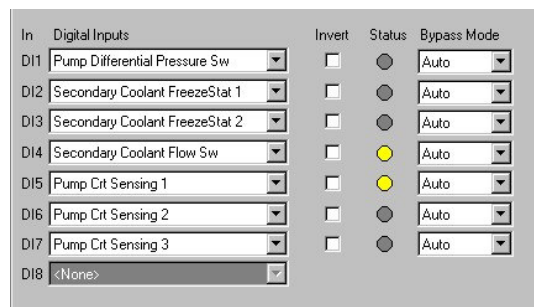 In Digital Inputs Invert Status Bypass Mode
DI1 Pump Differential Pressure Sw Auto
DI2 Secondary Coolant FreezeStat 1 Auto
DI3 Secondary Coolant FreezeStat 2 Auto
DI4 Secondary Coolant Flow Sw Auto
DI5 Pump Crt Sensing 1 Auto
DI6 Pump Crt Sensing 2 Auto
DI7 Pump Crt Sensing 3 Auto
DI8 <None>